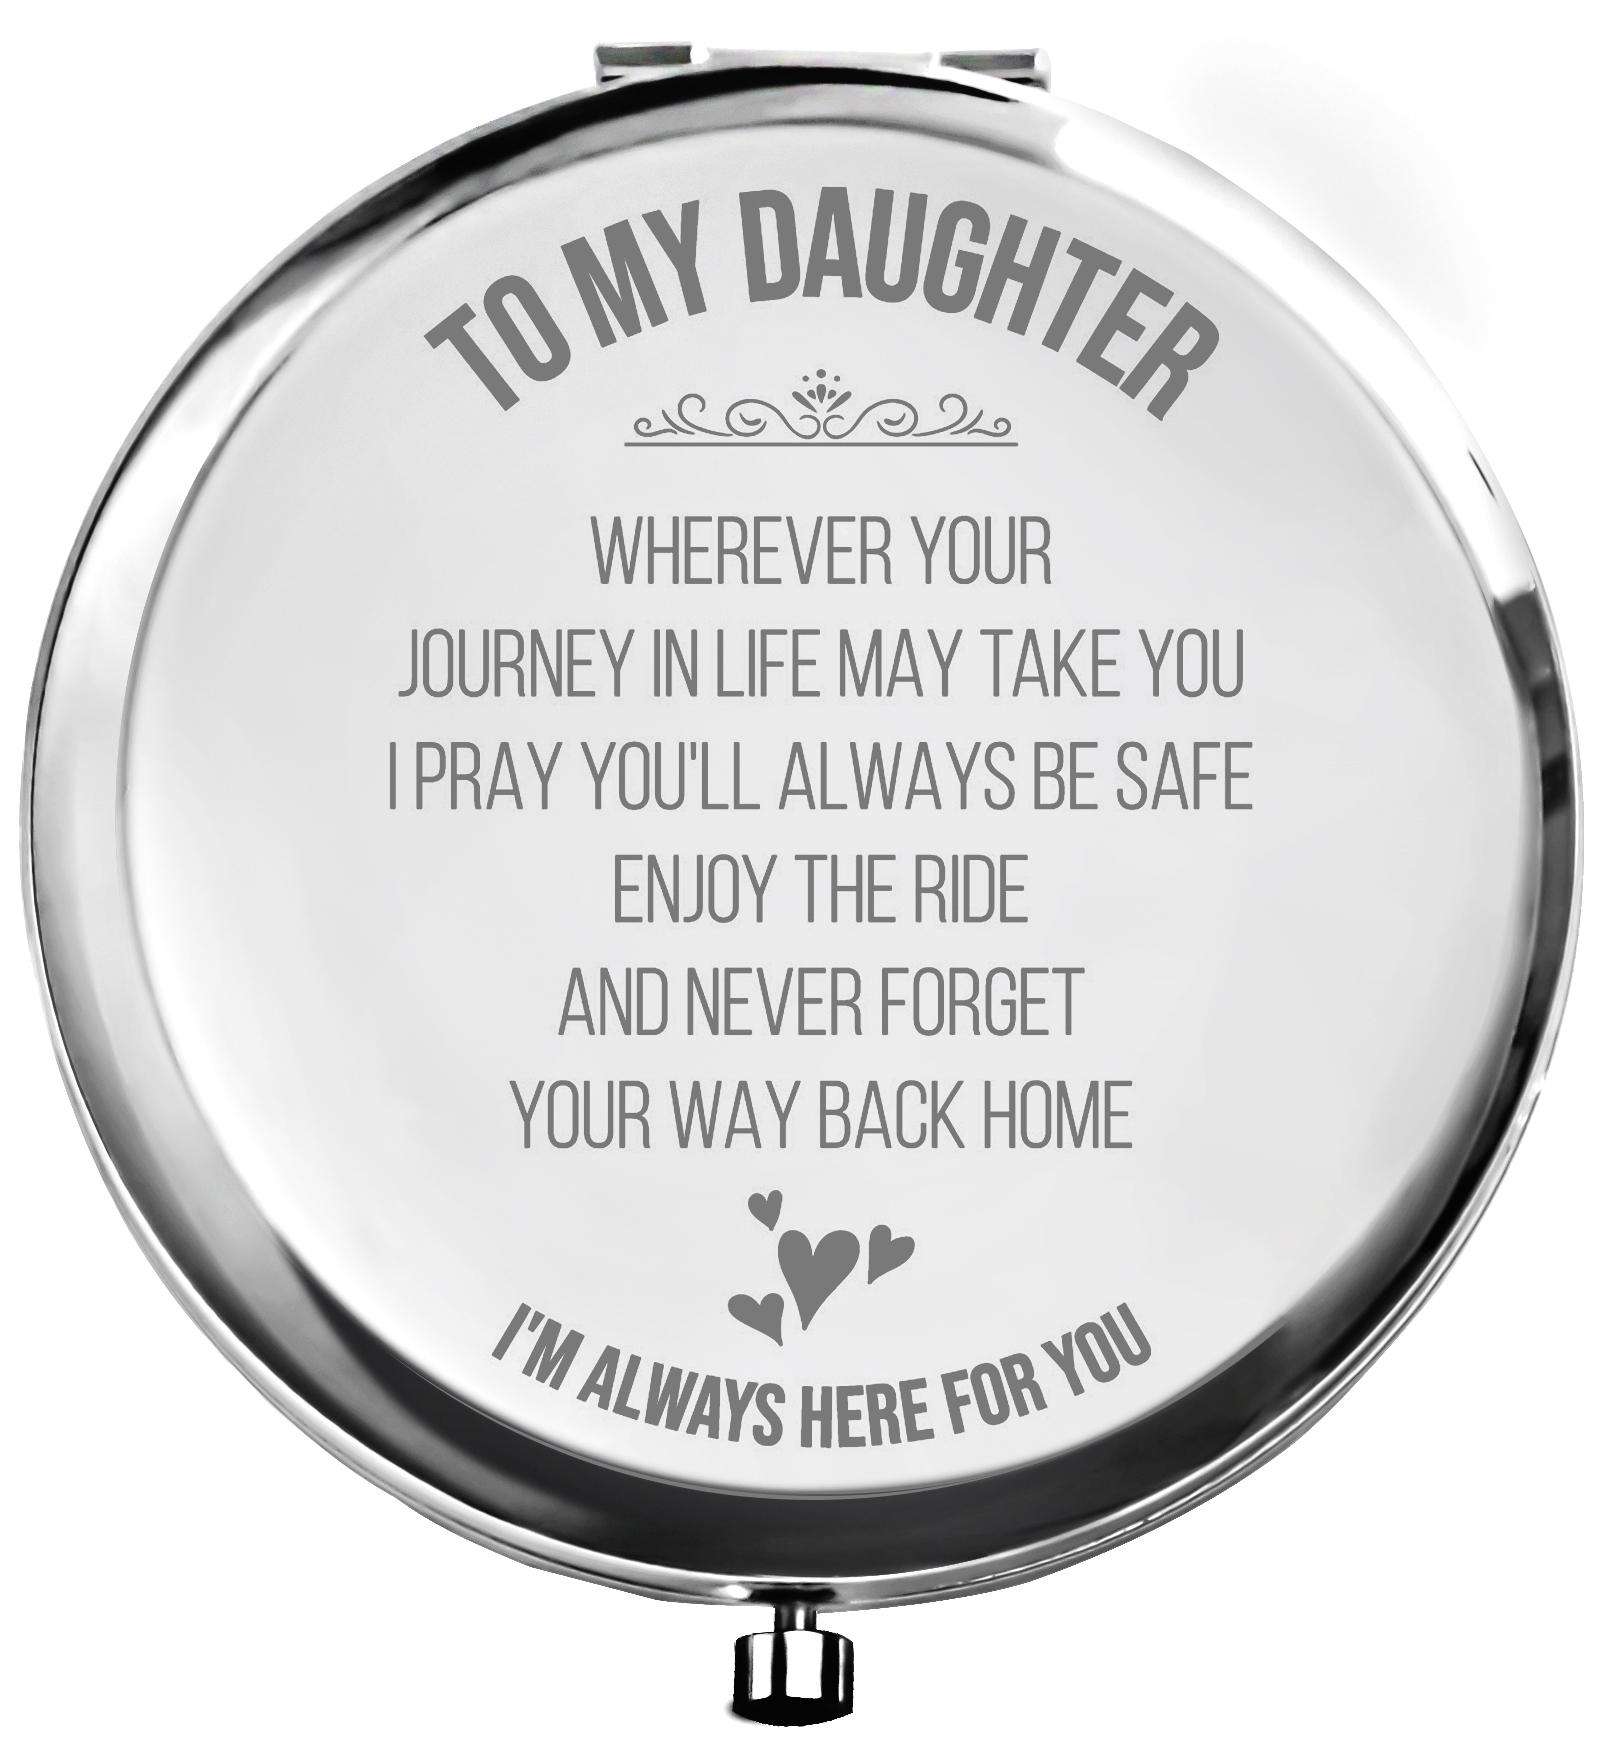 TO MY DAUGHTER
WHEREVER YOUR
JOURNEY IN LIFE MAY TAKE YOU
I PRAY YOU'LL ALWAYS BE SAFE
ENJOY THE RIDE
AND NEVER FORGET
YOUR WAY BACK HOME
I'M ALWAYS HERE FOR YOU